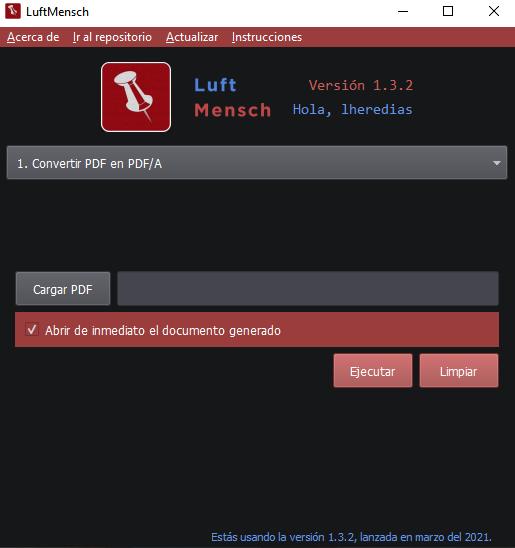 LuftMensch
Acerca de Ir al repositorio Actualizar Instrucciones
Luft
Mensch
Versión 1.3.2
Hola, lheredias
1. Convertir PDF en PDF/A
Cargar PDF
Abrir de inmediato el documento generado
Ejecutar Limpiar
Estás usando la versión 1.3.2, lanzada en marzo del 2021.